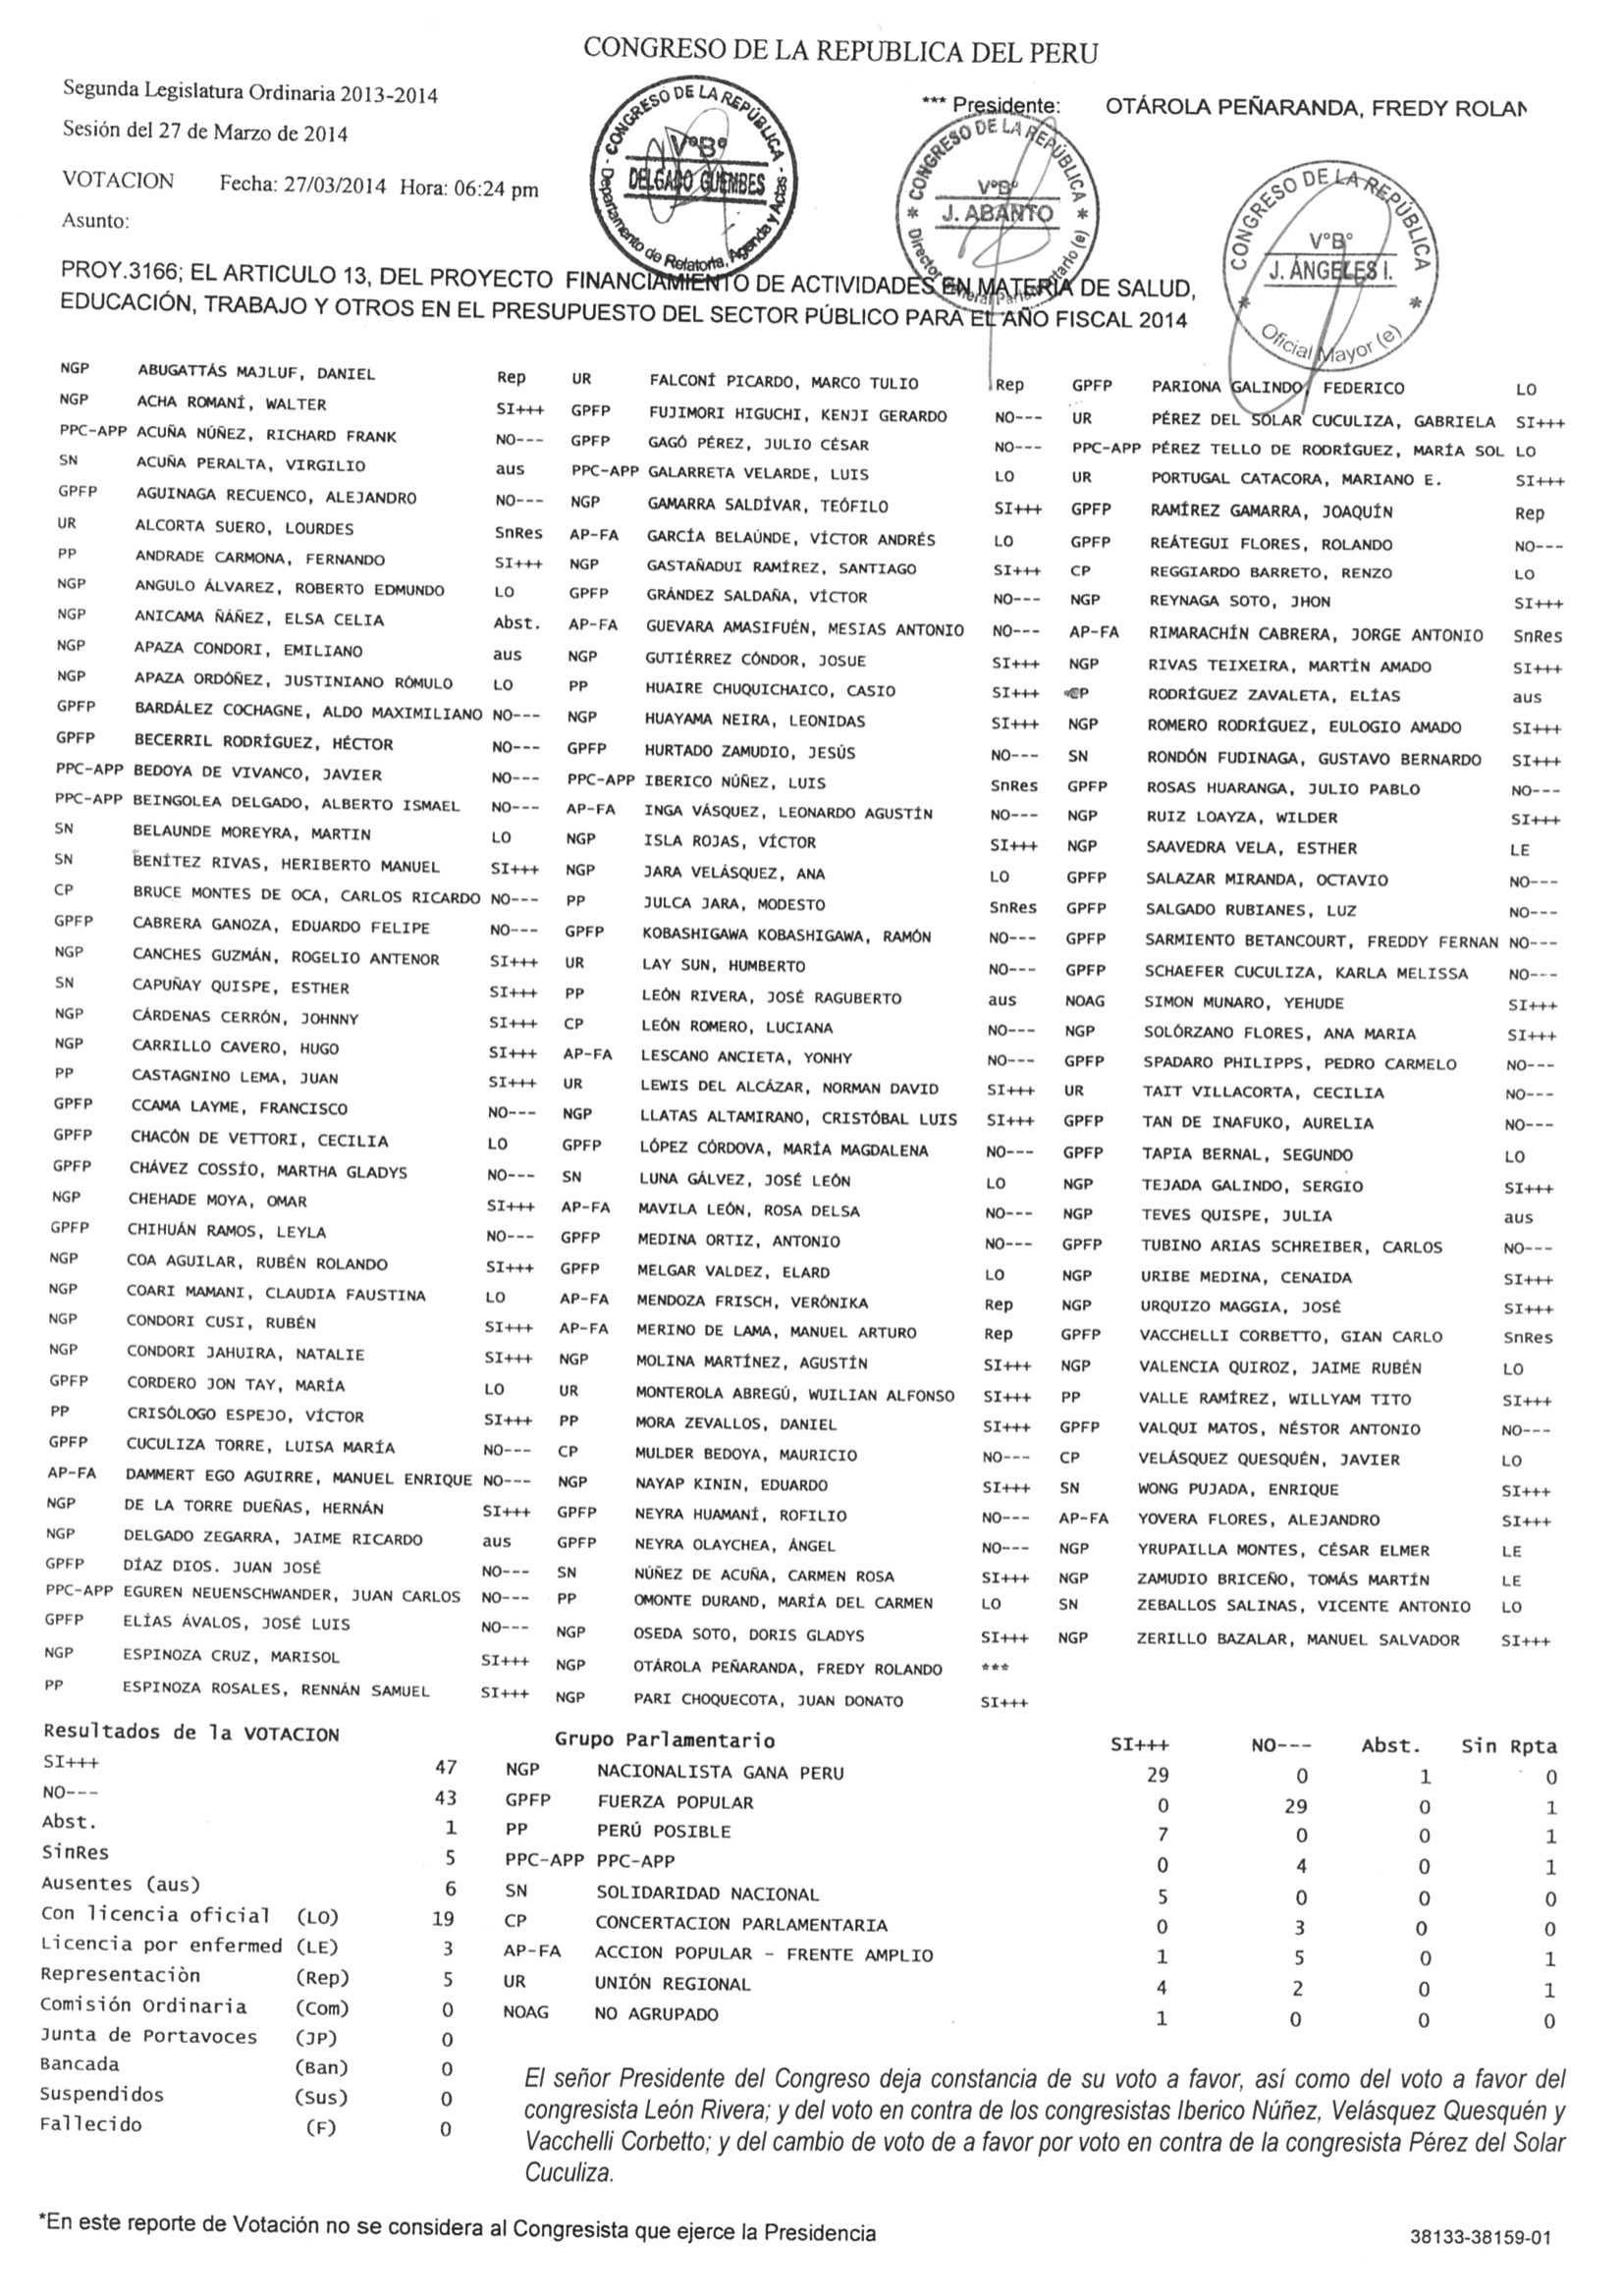 CONGRESO DE LA REPUBLICA DEL PERU
Segunda Legislatura Ordinaria 2013-2014
*** Presidente: OTÁROLA PEÑARANDA, FREDY ROLAN
Sesión del 27 de Marzo de 2014
VOTACION Fecha: 27/03/2014 Hora: 06:24 pm
Asunto:
CONGRESO DE LA REPÚBLICA
V°B°
DELGADO GUEMBES
Departamento de Relatoría, Agenda y Actas
CONGRESO DE LA REPÚBLICA
V°B°
J. ABANTO
Director General Parlamentario (e)
CONGRESO DE LA REPÚBLICA
V°B°
J. ÁNGELES I.
Oficial Mayor (e)
PROY.3166; EL ARTICULO 13, DEL PROYECTO FINANCIAMIENTO DE ACTIVIDADES EN MATERIA DE SALUD,
EDUCACIÓN, TRABAJO Y OTROS EN EL PRESUPUESTO DEL SECTOR PÚBLICO PARA EL AÑO FISCAL 2014
NGP ABUGATTÁS MAJLUF, DANIEL Rep UR FALCONÍ PICARDO, MARCO TULIO Rep GPFP PARIONA GALINDO, FEDERICO LO
NGP ACHA ROMANÍ, WALTER SI+++ GPFP FUJIMORI HIGUCHI, KENJI GERARDO NO--- UR PÉREZ DEL SOLAR CUCULIZA, GABRIELA SI+++
PPC-APP ACUÑA NÚÑEZ, RICHARD FRANK NO--- GPFP GAGÓ PÉREZ, JULIO CÉSAR NO--- PPC-APP PÉREZ TELLO DE RODRÍGUEZ, MARÍA SOL LO
SN ACUÑA PERALTA, VIRGILIO aus PPC-APP GALARRETA VELARDE, LUIS LO UR PORTUGAL CATACORA, MARIANO E. SI+++
GPFP AGUINAGA RECUENCO, ALEJANDRO NO--- NGP GAMARRA SALDÍVAR, TEÓFILO SI+++ GPFP RAMÍREZ GAMARRA, JOAQUÍN Rep
UR ALCORTA SUERO, LOURDES SnRes AP-FA GARCÍA BELAÚNDE, VÍCTOR ANDRÉS LO GPFP REÁTEGUI FLORES, ROLANDO NO---
PP ANDRADE CARMONA, FERNANDO SI+++ NGP GASTAÑADUI RAMÍREZ, SANTIAGO SI+++ CP REGGIARDO BARRETO, RENZO LO
NGP ANGULO ÁLVAREZ, ROBERTO EDMUNDO LO GPFP GRÁNDEZ SALDAÑA, VÍCTOR NO--- NGP REYNAGA SOTO, JHON SI+++
NGP ANICAMA ÑÁÑEZ, ELSA CELIA Abst. AP-FA GUEVARA AMASIFUÉN, MESIAS ANTONIO NO--- AP-FA RIMARACHÍN CABRERA, JORGE ANTONIO SnRes
NGP APAZA CONDORI, EMILIANO aus NGP GUTIÉRREZ CÓNDOR, JOSUE SI+++ NGP RIVAS TEIXEIRA, MARTÍN AMADO SI+++
NGP APAZA ORDÓÑEZ, JUSTINIANO RÓMULO LO PP HUAIRE CHUQUICHAICO, CASIO SI+++ CP RODRÍGUEZ ZAVALETA, ELÍAS aus
GPFP BARDÁLEZ COCHAGNE, ALDO MAXIMILIANO NO--- NGP HUAYAMA NEIRA, LEONIDAS SI+++ NGP ROMERO RODRÍGUEZ, EULOGIO AMADO SI+++
GPFP BECERRIL RODRÍGUEZ, HÉCTOR NO--- GPFP HURTADO ZAMUDIO, JESÚS NO--- SN RONDÓN FUDINAGA, GUSTAVO BERNARDO SI+++
PPC-APP BEDOYA DE VIVANCO, JAVIER NO--- PPC-APP IBERICO NÚÑEZ, LUIS SnRes GPFP ROSAS HUARANGA, JULIO PABLO NO---
PPC-APP BEINGOLEA DELGADO, ALBERTO ISMAEL NO--- AP-FA INGA VÁSQUEZ, LEONARDO AGUSTÍN NO--- NGP RUIZ LOAYZA, WILDER SI+++
SN BELAUNDE MOREYRA, MARTIN LO NGP ISLA ROJAS, VÍCTOR SI+++ NGP SAAVEDRA VELA, ESTHER LE
SN BENÍTEZ RIVAS, HERIBERTO MANUEL SI+++ NGP JARA VELÁSQUEZ, ANA LO GPFP SALAZAR MIRANDA, OCTAVIO NO---
CP BRUCE MONTES DE OCA, CARLOS RICARDO NO--- PP JULCA JARA, MODESTO SnRes GPFP SALGADO RUBIANES, LUZ NO---
GPFP CABRERA GANOZA, EDUARDO FELIPE NO--- GPFP KOBASHIGAWA KOBASHIGAWA, RAMÓN NO--- GPFP SARMIENTO BETANCOURT, FREDDY FERNAN NO---
NGP CANCHES GUZMÁN, ROGELIO ANTENOR SI+++ UR LAY SUN, HUMBERTO NO--- GPFP SCHAEFER CUCULIZA, KARLA MELISSA NO---
SN CAPUÑAY QUISPE, ESTHER SI+++ PP LEÓN RIVERA, JOSÉ RAGUBERTO aus NOAG SIMON MUNARO, YEHUDE SI+++
NGP CÁRDENAS CERRÓN, JOHNNY SI+++ CP LEÓN ROMERO, LUCIANA NO--- NGP SOLÓRZANO FLORES, ANA MARIA SI+++
NGP CARRILLO CAVERO, HUGO SI+++ AP-FA LESCANO ANCIETA, YONHY NO--- GPFP SPADARO PHILIPPS, PEDRO CARMELO NO---
PP CASTAGNINO LEMA, JUAN SI+++ UR LEWIS DEL ALCÁZAR, NORMAN DAVID SI+++ UR TAIT VILLACORTA, CECILIA NO---
GPFP CCAMA LAYME, FRANCISCO NO--- NGP LLATAS ALTAMIRANO, CRISTÓBAL LUIS SI+++ GPFP TAN DE INAFUKO, AURELIA NO---
GPFP CHACÓN DE VETTORI, CECILIA LO GPFP LÓPEZ CÓRDOVA, MARÍA MAGDALENA NO--- GPFP TAPIA BERNAL, SEGUNDO LO
GPFP CHÁVEZ COSSÍO, MARTHA GLADYS NO--- SN LUNA GÁLVEZ, JOSÉ LEÓN LO NGP TEJADA GALINDO, SERGIO SI+++
NGP CHEHADE MOYA, OMAR SI+++ AP-FA MAVILA LEÓN, ROSA DELSA NO--- NGP TEVES QUISPE, JULIA aus
GPFP CHIHUÁN RAMOS, LEYLA NO--- GPFP MEDINA ORTIZ, ANTONIO NO--- GPFP TUBINO ARIAS SCHREIBER, CARLOS NO---
NGP COA AGUILAR, RUBÉN ROLANDO SI+++ GPFP MELGAR VALDEZ, ELARD LO NGP URIBE MEDINA, CENAIDA SI+++
NGP COARI MAMANI, CLAUDIA FAUSTINA LO AP-FA MENDOZA FRISCH, VERÓNIKA Rep NGP URQUIZO MAGGIA, JOSÉ SI+++
NGP CONDORI CUSI, RUBÉN SI+++ AP-FA MERINO DE LAMA, MANUEL ARTURO Rep GPFP VACCHELLI CORBETTO, GIAN CARLO SnRes
NGP CONDORI JAHUIRA, NATALIE SI+++ NGP MOLINA MARTÍNEZ, AGUSTÍN SI+++ NGP VALENCIA QUIROZ, JAIME RUBÉN LO
GPFP CORDERO JON TAY, MARÍA LO UR MONTEROLA ABREGÚ, WUILIAN ALFONSO SI+++ PP VALLE RAMÍREZ, WILLYAM TITO SI+++
PP CRISÓLOGO ESPEJO, VÍCTOR SI+++ PP MORA ZEVALLOS, DANIEL SI+++ GPFP VALQUI MATOS, NÉSTOR ANTONIO NO---
GPFP CUCULIZA TORRE, LUISA MARÍA NO--- CP MULDER BEDOYA, MAURICIO NO--- CP VELÁSQUEZ QUESQUÉN, JAVIER LO
AP-FA DAMMERT EGO AGUIRRE, MANUEL ENRIQUE NO--- NGP NAYAP KININ, EDUARDO SI+++ SN WONG PUJADA, ENRIQUE SI+++
NGP DE LA TORRE DUEÑAS, HERNÁN SI+++ GPFP NEYRA HUAMANÍ, ROFILIO NO--- AP-FA YOVERA FLORES, ALEJANDRO SI+++
NGP DELGADO ZEGARRA, JAIME RICARDO aus GPFP NEYRA OLAYCHEA, ÁNGEL NO--- NGP YRUPAILLA MONTES, CÉSAR ELMER LE
GPFP DÍAZ DIOS. JUAN JOSÉ NO--- SN NÚÑEZ DE ACUÑA, CARMEN ROSA SI+++ NGP ZAMUDIO BRICEÑO, TOMÁS MARTÍN LE
PPC-APP EGUREN NEUENSCHWANDER, JUAN CARLOS NO--- PP OMONTE DURAND, MARÍA DEL CARMEN LO SN ZEBALLOS SALINAS, VICENTE ANTONIO LO
GPFP ELÍAS ÁVALOS, JOSÉ LUIS NO--- NGP OSEDA SOTO, DORIS GLADYS SI+++ NGP ZERILLO BAZALAR, MANUEL SALVADOR SI+++
NGP ESPINOZA CRUZ, MARISOL SI+++ NGP OTÁROLA PEÑARANDA, FREDY ROLANDO ***
PP ESPINOZA ROSALES, RENNÁN SAMUEL SI+++ NGP PARI CHOQUECOTA, JUAN DONATO SI+++
Resultados de la VOTACION Grupo Parlamentario SI+++ NO--- Abst. Sin Rpta
SI+++ 47 NGP NACIONALISTA GANA PERU 29 0 1 0
NO--- 43 GPFP FUERZA POPULAR 0 29 0 1
Abst. 1 PP PERÚ POSIBLE 7 0 0 1
SinRes 5 PPC-APP PPC-APP 0 4 0 1
Ausentes (aus) 6 SN SOLIDARIDAD NACIONAL 5 0 0 0
Con licencia oficial (LO) 19 CP CONCERTACION PARLAMENTARIA 0 3 0 0
Licencia por enfermed (LE) 3 AP-FA ACCION POPULAR - FRENTE AMPLIO 1 5 0 1
Representaciòn (Rep) 5 UR UNIÓN REGIONAL 4 2 0 1
Comisión Ordinaria (Com) 0 NOAG NO AGRUPADO 1 0 0 0
Junta de Portavoces (JP) 0
Bancada (Ban) 0
Suspendidos (Sus) 0
Fallecido (F) 0
El señor Presidente del Congreso deja constancia de su voto a favor, así como del voto a favor del
congresista León Rivera; y del voto en contra de los congresistas Iberico Núñez, Velásquez Quesquén y
Vacchelli Corbetto; y del cambio de voto de a favor por voto en contra de la congresista Pérez del Solar
Cuculiza.
*En este reporte de Votación no se considera al Congresista que ejerce la Presidencia
38133-38159-01